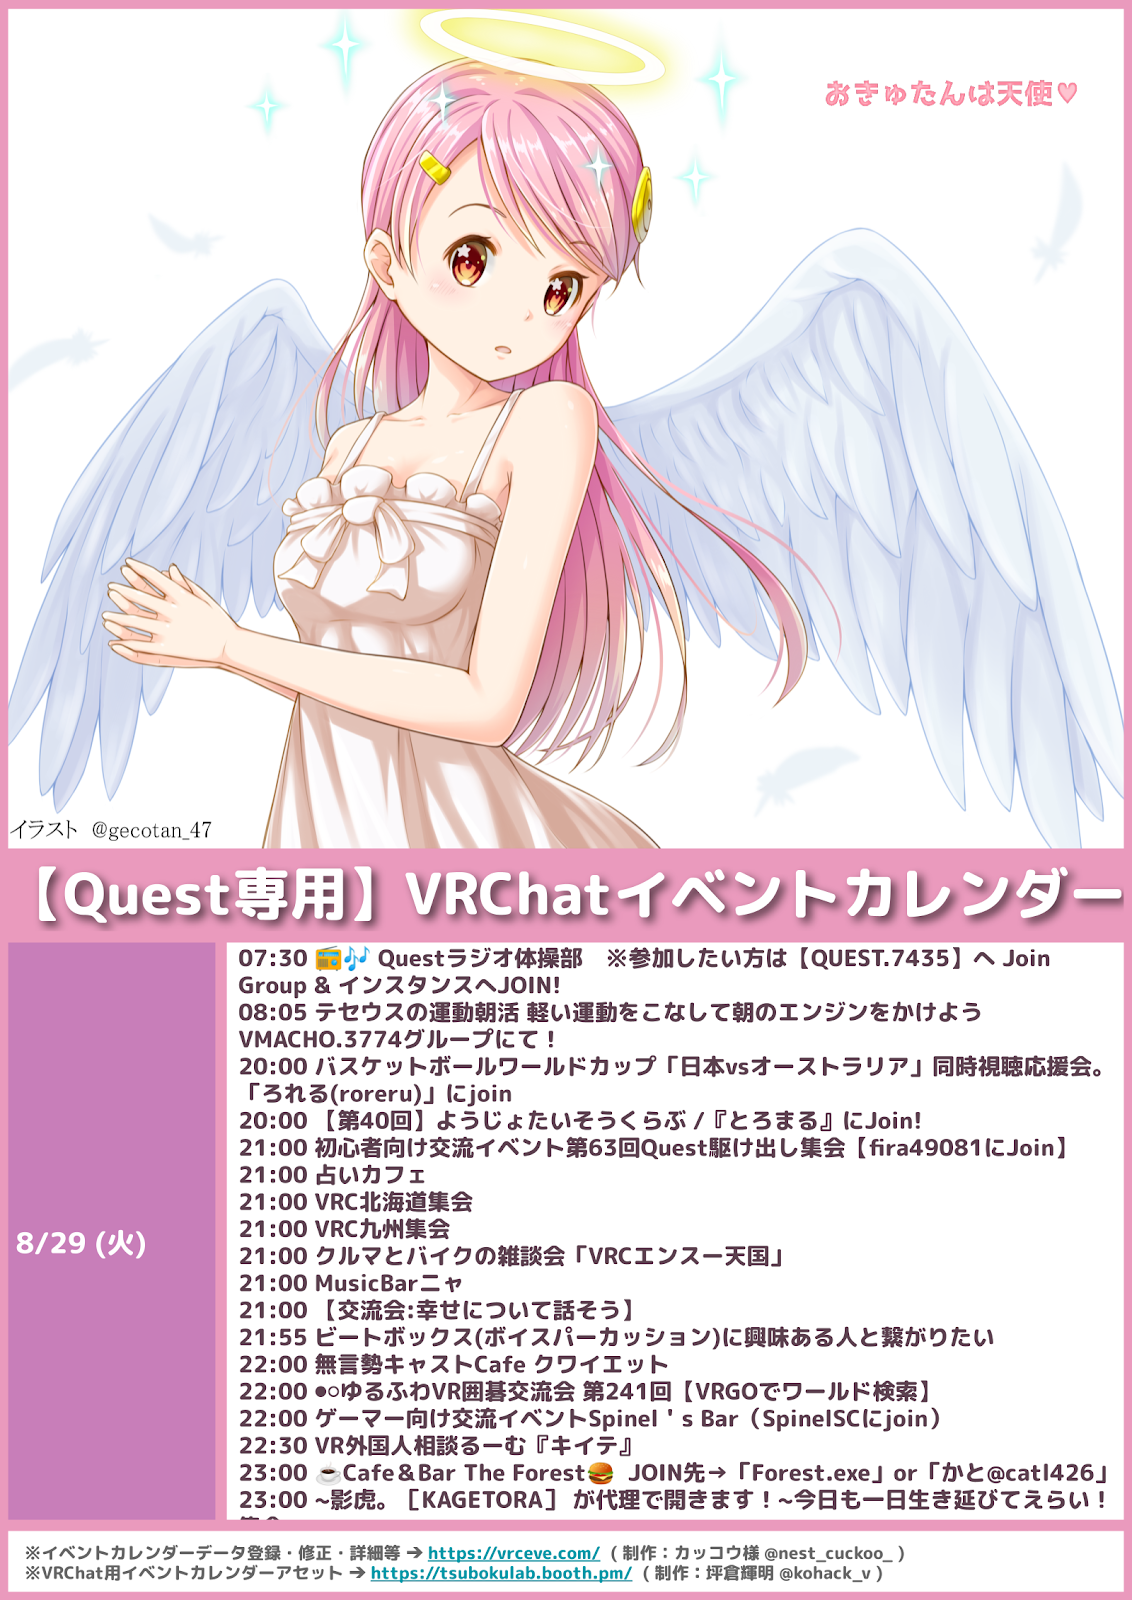 おきゅたんは天使♥
イラスト @gecotan_47
【Quest専用】VRChatイベントカレンダー
8/29 (火)
07:30 📻🎶 Questラジオ体操部　※参加したい方は【QUEST.7435】へ Join
Group & インスタンスへJOIN!
08:05 テセウスの運動朝活 軽い運動をこなして朝のエンジンをかけよう
VMACHO.3774グループにて！
20:00 バスケットボールワールドカップ「日本vsオーストラリア」同時視聴応援会。
「ろれる(roreru)」にjoin
20:00 【第40回】ようじょたいそうくらぶ /『とろまる』にJoin!
21:00 初心者向け交流イベント第63回Quest駆け出し集会【fira49081にJoin】
21:00 占いカフェ
21:00 VRC北海道集会
21:00 VRC九州集会
21:00 クルマとバイクの雑談会「VRCエンスー天国」
21:00 MusicBarニャ
21:00 【交流会:幸せについて話そう】
21:55 ビートボックス(ボイスパーカッション)に興味ある人と繋がりたい
22:00 無言勢キャストCafe クワイエット
22:00 ●○ゆるふわVR囲碁交流会 第241回【VRGOでワールド検索】
22:00 ゲーマー向け交流イベントSpinel＇s Bar（SpinelSCにjoin）
22:30 VR外国人相談るーむ『キイテ』
23:00 ☕Cafe＆Bar The Forest🍔 JOIN先→「Forest.exe」or「かと@catl426」
23:00 ~影虎。［KAGETORA］ が代理で開きます！~今日も一日生き延びてえらい！
※イベントカレンダーデータ登録・修正・詳細等 ➔ https://vrceve.com/ ( 制作：カッコウ様 @nest_cuckoo_ )
※VRChat用イベントカレンダーアセット ➔ https://tsubokulab.booth.pm/ ( 制作：坪倉輝明 @kohack_v )